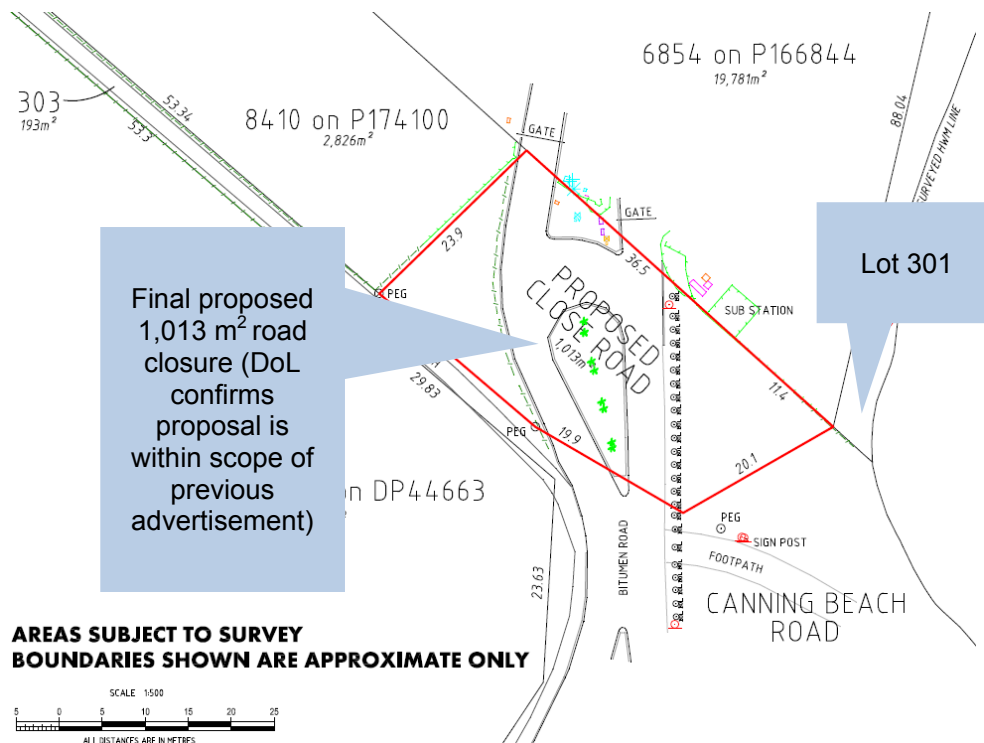 6854 on P166844
19,781m²
303
193m²
53.34
53.3
8410 on P174100
2,826m²
GATE
88.04
SURVEYED HWM LINE
23.9
GATE
36.5
Lot 301
PEG
PROPOSED
CLOSE ROAD
1,013m²
SUB STATION
Final proposed
1,013 m² road
closure (DoL
confirms
proposal is
within scope of
previous
advertisement)
29.83
11.4
PEG
19.9
20.1
on DP44663
PEG
SIGN POST
FOOTPATH
BITUMEN ROAD
23.63
CANNING BEACH
ROAD
AREAS SUBJECT TO SURVEY
BOUNDARIES SHOWN ARE APPROXIMATE ONLY
SCALE 1:500
5 0 5 10 15 20 25
ALL DISTANCES ARE IN METRES